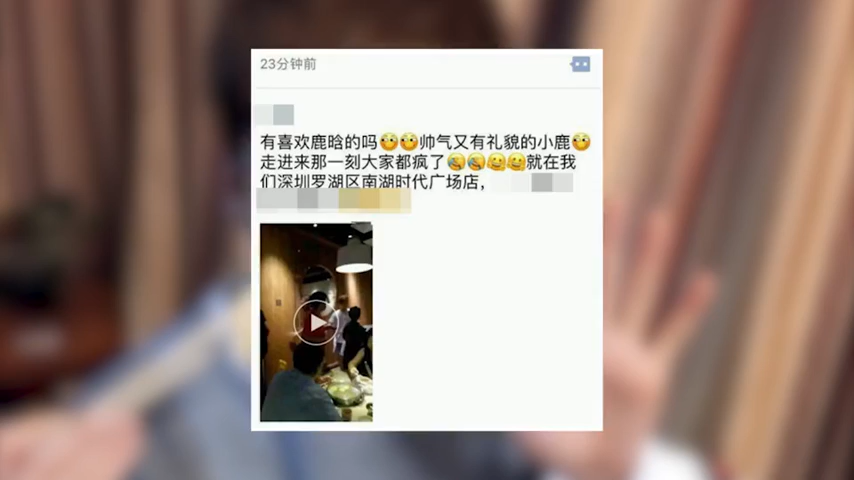 23分钟前
有喜欢鹿晗的吗😶😶帅气又有礼貌的小鹿😶
走进来那一刻大家都疯了🤣🤣🤗🤗就在我
们深圳罗湖区南湖时代广场店，